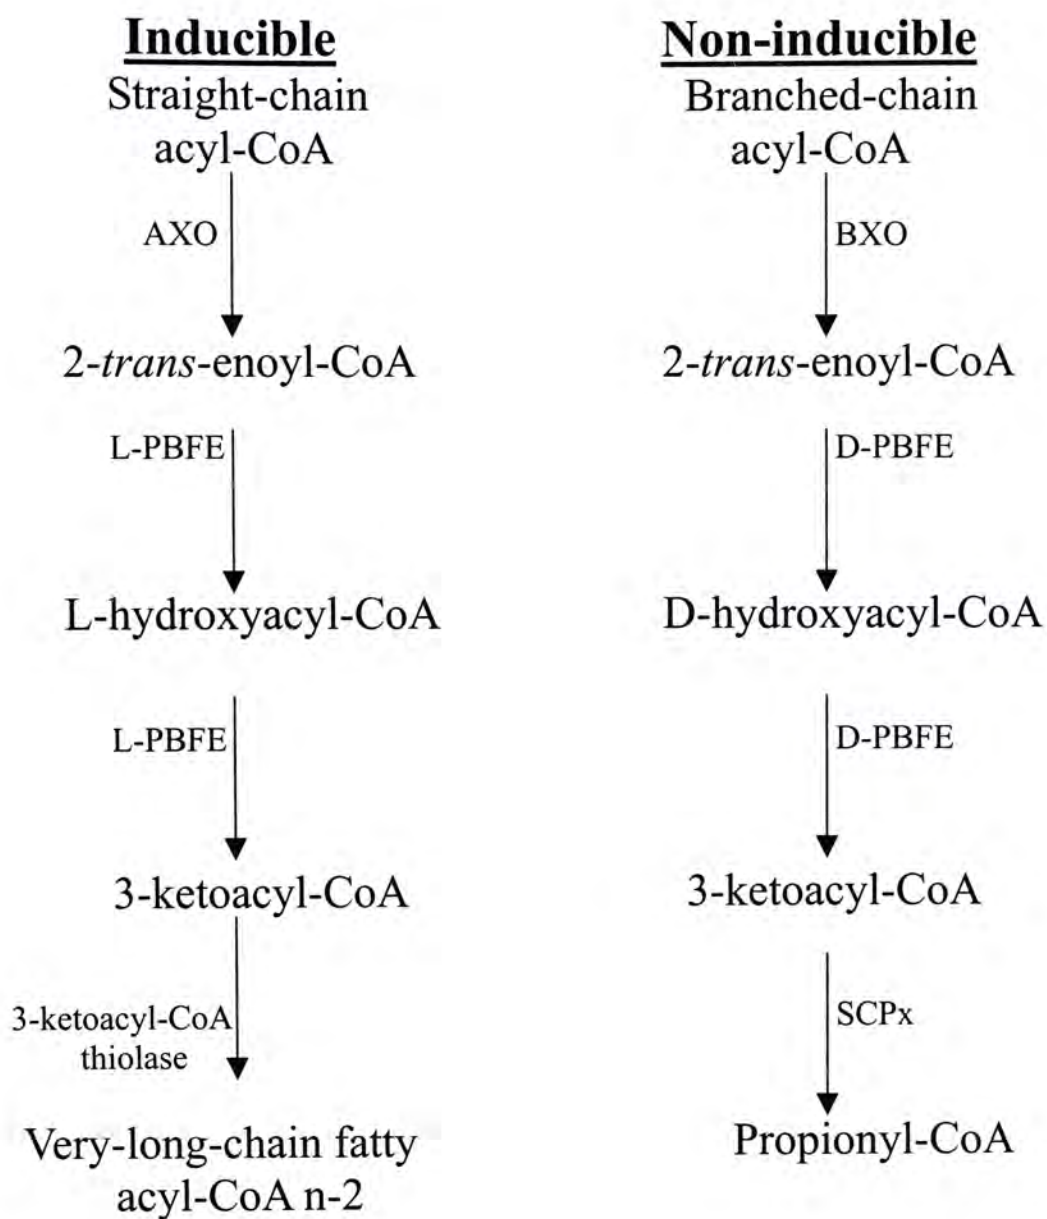 Inducible
Straight-chain
acyl-CoA
AXO
2-trans-enoyl-CoA
L-PBFE
L-hydroxyacyl-CoA
L-PBFE
3-ketoacyl-CoA
3-ketoacyl-CoA
thiolase
Very-long-chain fatty
acyl-CoA n-2
Non-inducible
Branched-chain
acyl-CoA
BXO
2-trans-enoyl-CoA
D-PBFE
D-hydroxyacyl-CoA
D-PBFE
3-ketoacyl-CoA
SCPx
Propionyl-CoA